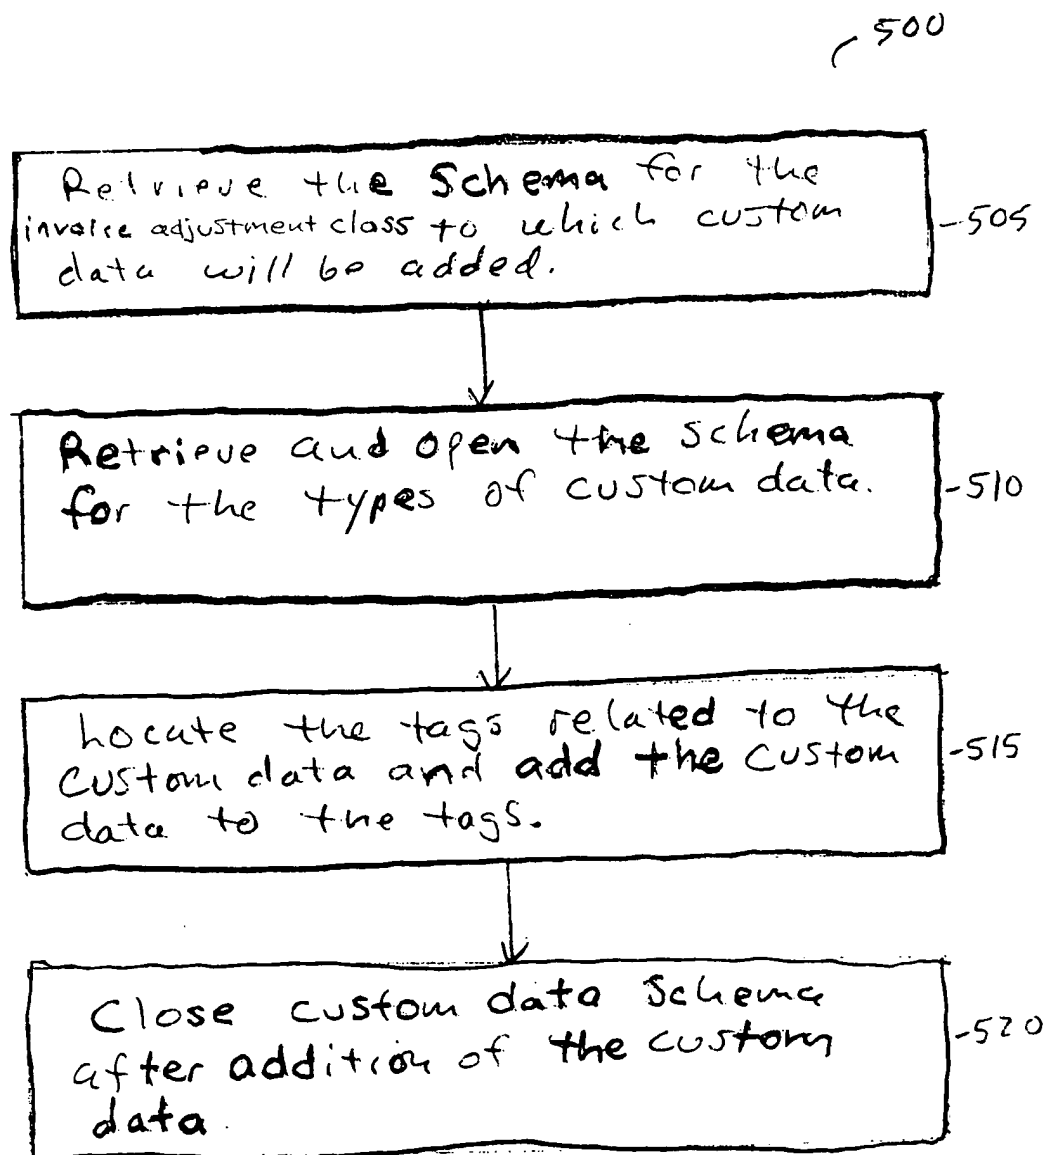 500
Retrieve the Schema for the
invoice adjustment class to which custom
data will be added.
505
Retrieve and open the schema
for the types of custom data.
510
Locate the tags related to the
custom data and add the custom
data to the tags.
515
Close custom data Schema
after addition of the custom
data.
520